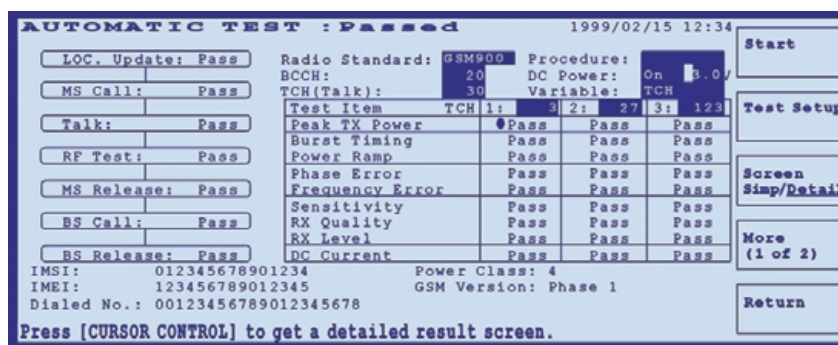 AUTOMATIC TEST :Passed 1999/02/15 12:34
LOC. Update: Pass
MS Call: Pass
Talk: Pass
RF Test: Pass
MS Release: Pass
BS Call: Pass
BS Release: Pass
Radio Standard: GSM900 Procedure:
BCCH: 20 DC Power: On 3.0V
TCH(Talk): 30 Variable: TCH
Test Item TCH 1: 3 2: 27 3: 123
Peak TX Power Pass Pass Pass
Burst Timing Pass Pass Pass
Power Ramp Pass Pass Pass
Phase Error Pass Pass Pass
Frequency Error Pass Pass Pass
Sensitivity Pass Pass Pass
RX Quality Pass Pass Pass
RX Level Pass Pass Pass
DC Current Pass Pass Pass
IMSI: 012345678901234 Power Class: 4
IMEI: 123456789012345 GSM Version: Phase 1
Dialed No.: 00123456789012345678
Press [CURSOR CONTROL] to get a detailed result screen.
Start
Test Setup
Screen
Simp/Detail
More
(1 of 2)
Return